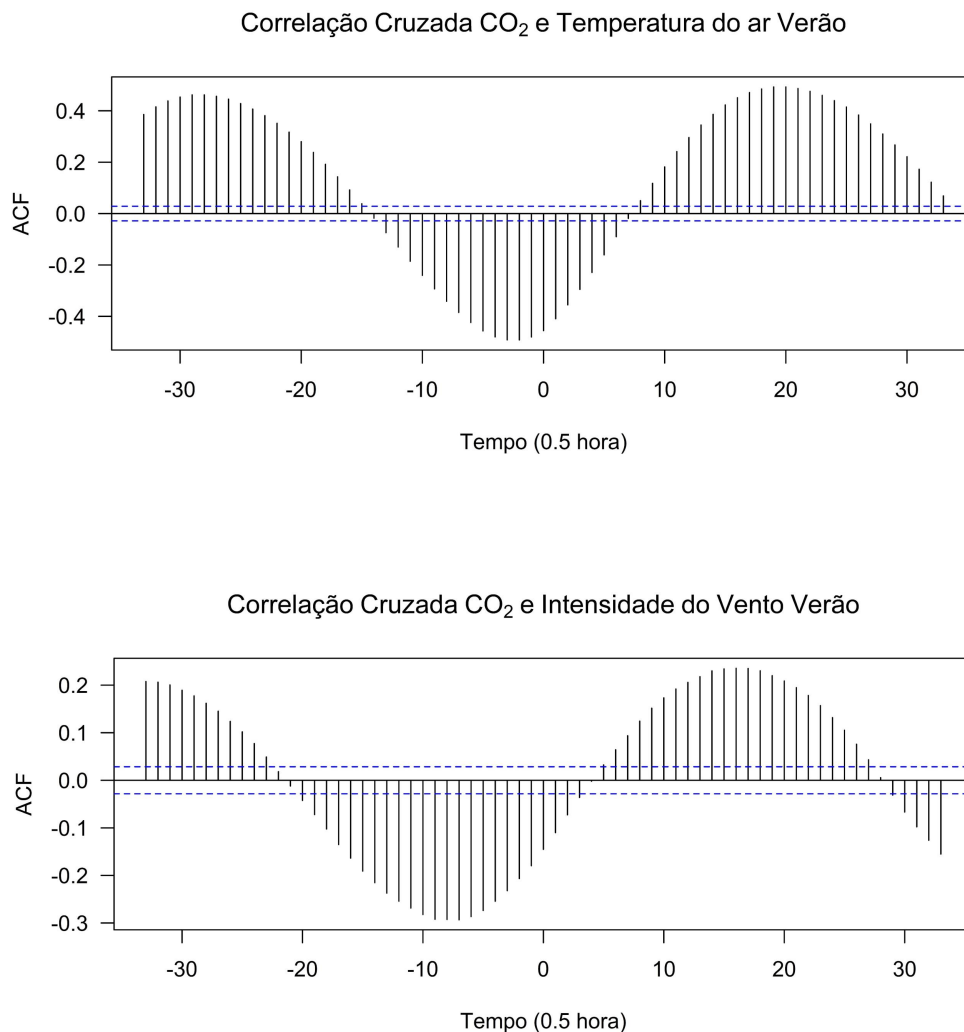 Correlação Cruzada CO₂ e Temperatura do ar Verão
0.4
0.2
0.0
-0.2
-0.4
ACF
-30 -20 -10 0 10 20 30
Tempo (0.5 hora)
Correlação Cruzada CO₂ e Intensidade do Vento Verão
0.2
0.1
0.0
-0.1
-0.2
-0.3
ACF
-30 -20 -10 0 10 20 30
Tempo (0.5 hora)